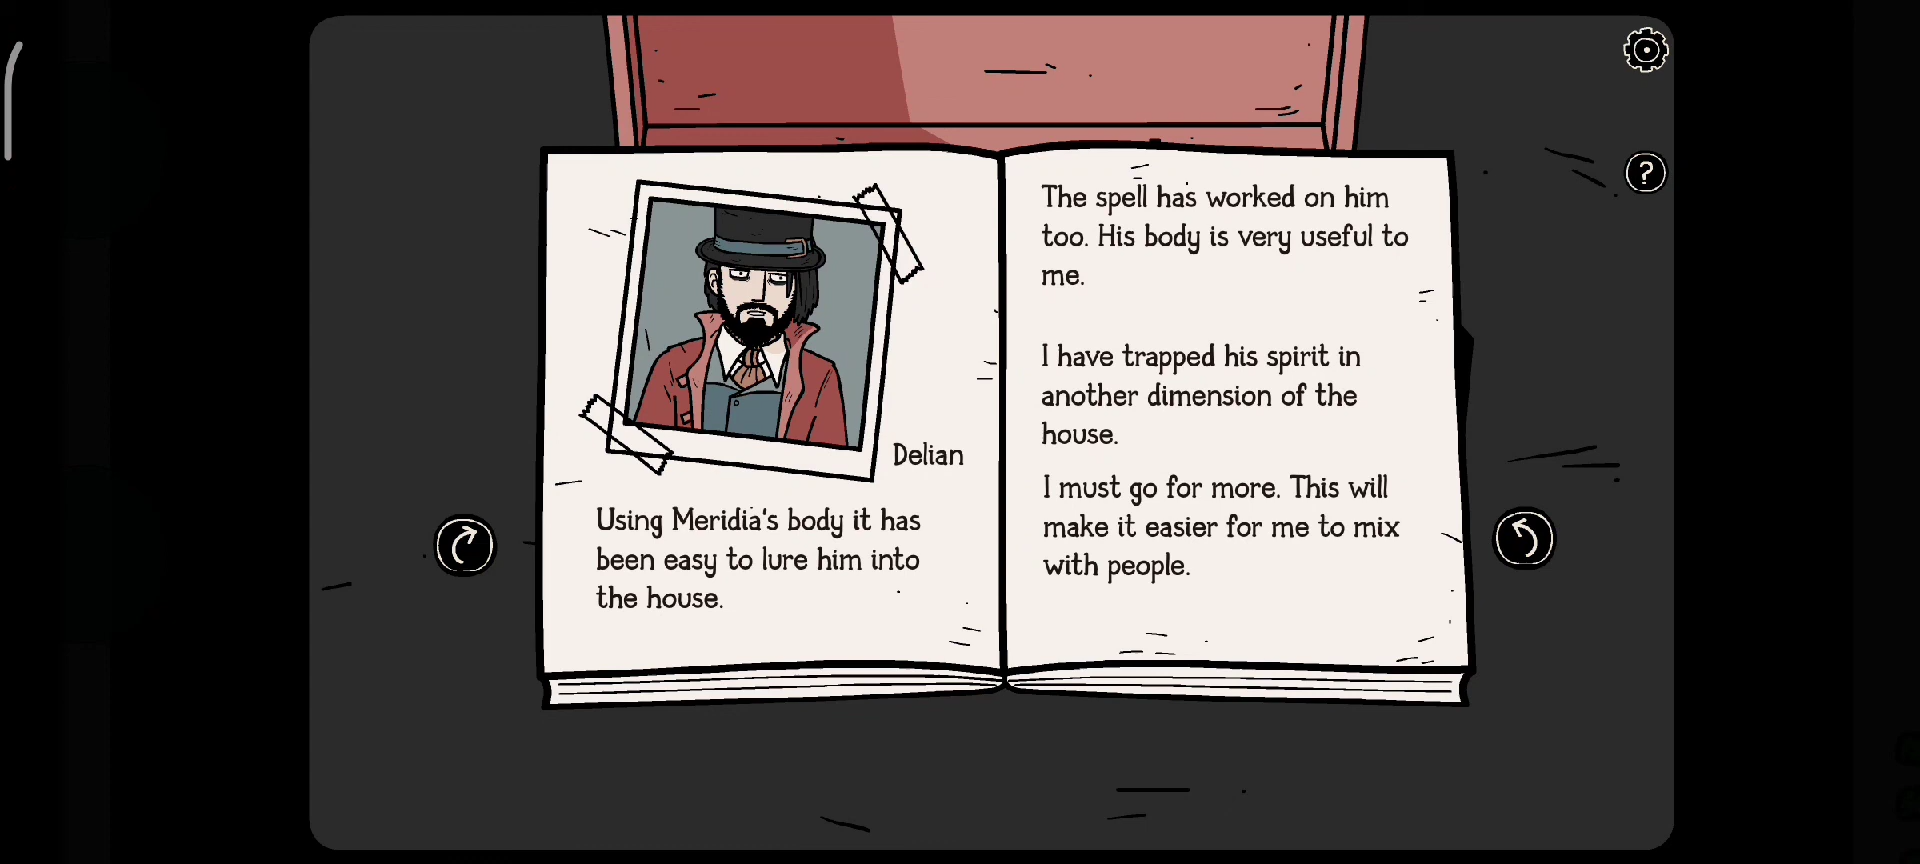 Delian
Using Meridia's body it has
been easy to lure him into
the house.
The spell has worked on him
too. His body is very useful to
me.
I have trapped his spirit in
another dimension of the
house.
I must go for more. This will
make it easier for me to mix
with people.
?